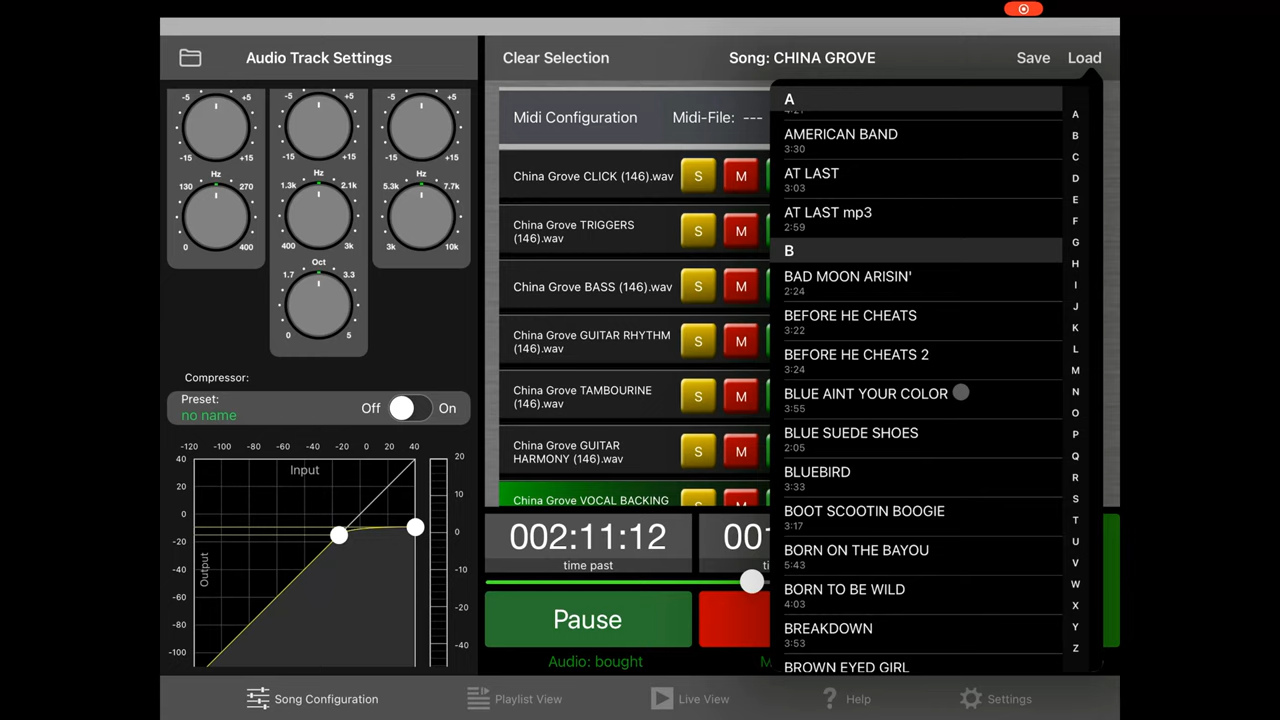 Audio Track Settings
Clear Selection
Song: CHINA GROVE
Save
Load
-5 +5
-15 +15
-5 +5
-15 +15
-5 +5
-15 +15
Hz
130 270
0 400
Hz
1.3k 2.1k
400 3k
Hz
5.3k 7.7k
3k 10k
Oct
1.7 3.3
0 5
Compressor:
Preset:
no name
Off
On
-120 -100 -80 -60 -40 -20 0 20 40
Input
Output
40
20
0
-20
-40
-60
-80
-100
20
10
0
-10
-20
-40
Midi Configuration
Midi-File: ---
China Grove CLICK (146).wav
S M
China Grove TRIGGERS
(146).wav
S M
China Grove BASS (146).wav
S M
China Grove GUITAR RHYTHM
(146).wav
S M
China Grove TAMBOURINE
(146).wav
S M
China Grove GUITAR
HARMONY (146).wav
S M
China Grove VOCAL BACKING
002:11:12
time past
Pause
Audio: bought
A
4:21
AMERICAN BAND
3:30
AT LAST
3:03
AT LAST mp3
2:59
B
BAD MOON ARISIN'
2:24
BEFORE HE CHEATS
3:22
BEFORE HE CHEATS 2
3:24
BLUE AINT YOUR COLOR
3:55
BLUE SUEDE SHOES
2:05
BLUEBIRD
3:33
BOOT SCOOTIN BOOGIE
3:17
BORN ON THE BAYOU
5:43
BORN TO BE WILD
4:03
BREAKDOWN
3:53
BROWN EYED GIRL
A
B
C
D
E
F
G
H
I
J
K
L
M
N
O
P
Q
R
S
T
U
V
W
X
Y
Z
Song Configuration
Playlist View
Live View
Help
Settings